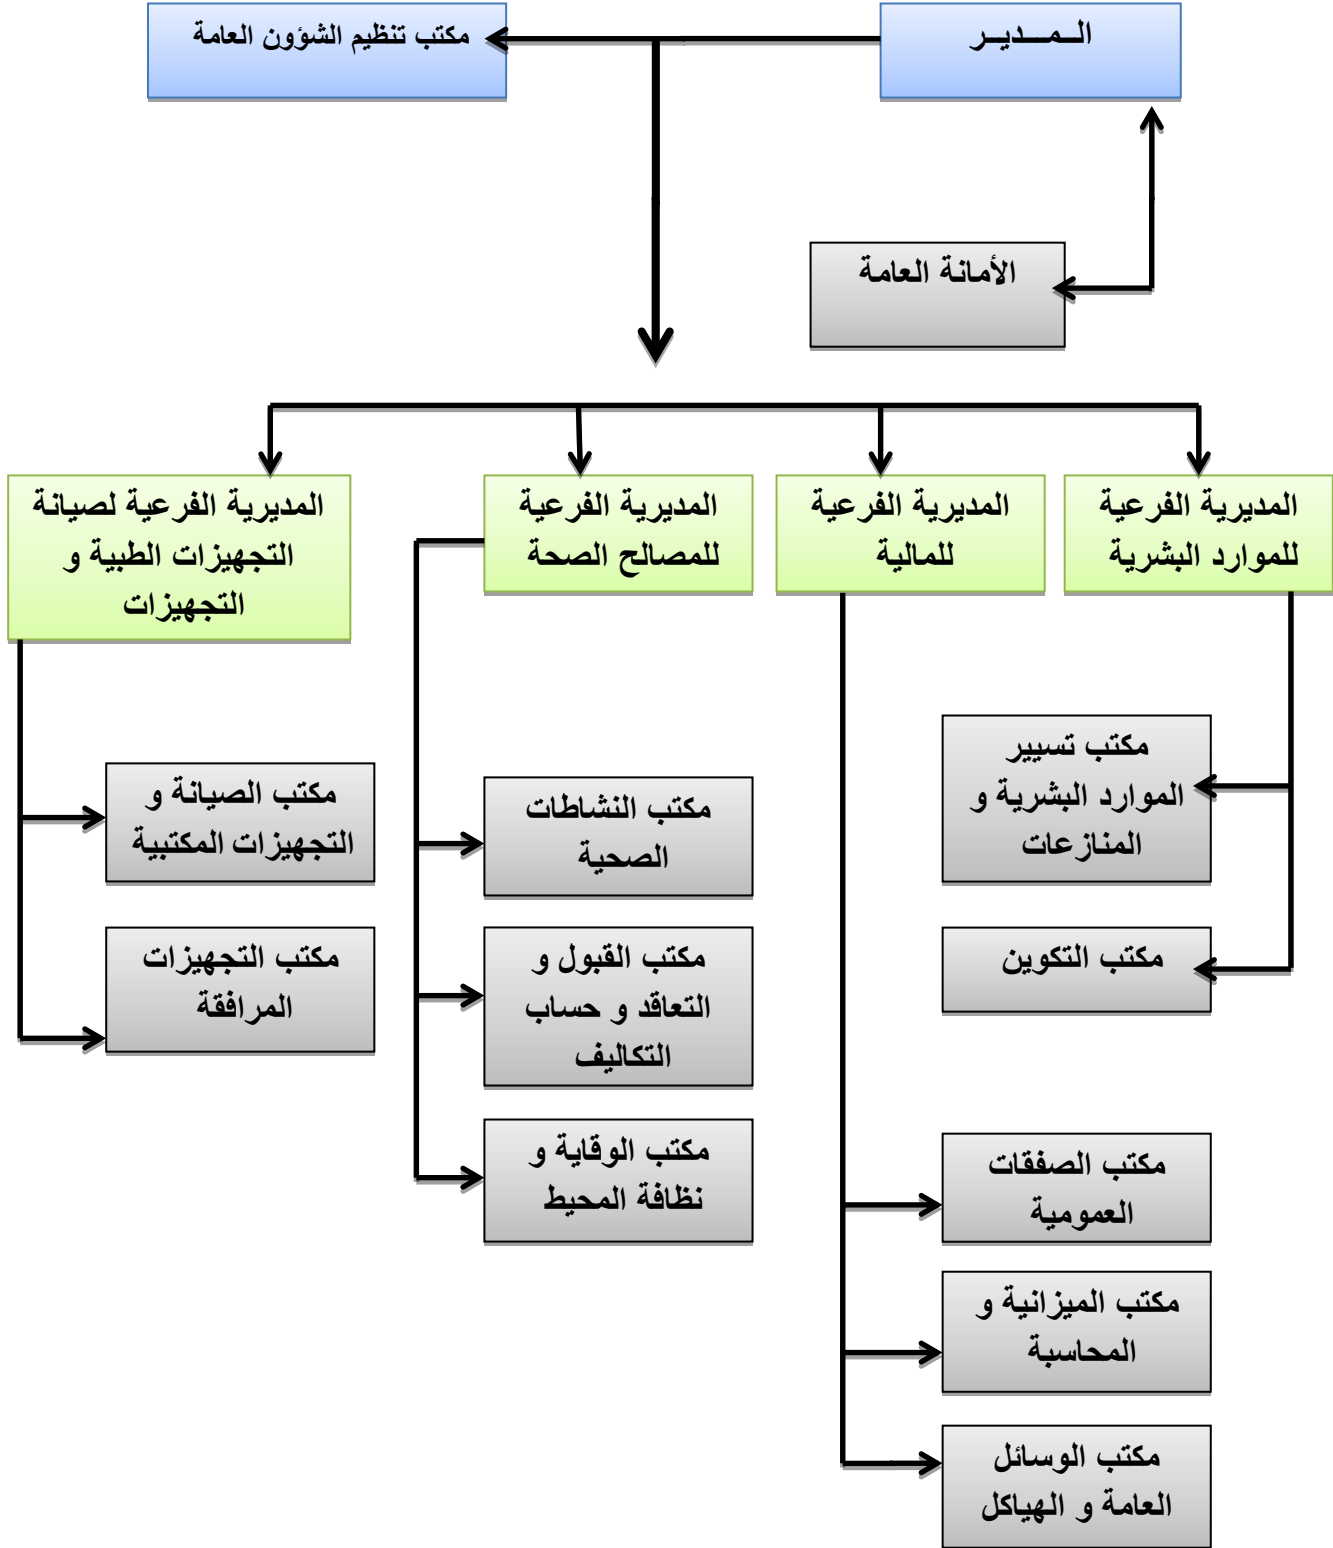 الـمـــديــر
مكتب تنظيم الشؤون العامة
الأمانة العامة
المديرية الفرعية
للموارد البشرية
المديرية الفرعية
للمالية
المديرية الفرعية
للمصالح الصحة
المديرية الفرعية لصيانة
التجهيزات الطبية و
التجهيزات
مكتب تسيير
الموارد البشرية و
المنازعات
مكتب التكوين
مكتب الصفقات
العمومية
مكتب الميزانية و
المحاسبة
مكتب الوسائل
العامة و الهياكل
مكتب النشاطات
الصحية
مكتب القبول و
التعاقد و حساب
التكاليف
مكتب الوقاية و
نظافة المحيط
مكتب الصيانة و
التجهيزات المكتبية
مكتب التجهيزات
المرافقة